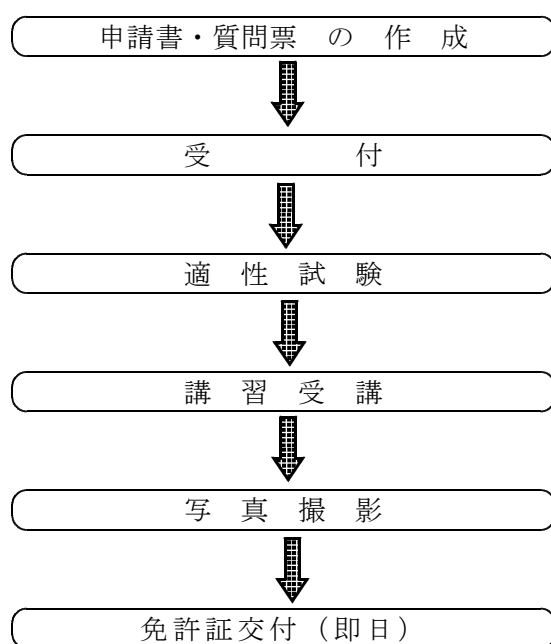 申請書・質問票 の 作 成
受 付
適 性 試 験
講 習 受 講
写 真 撮 影
免許証交付（即日）